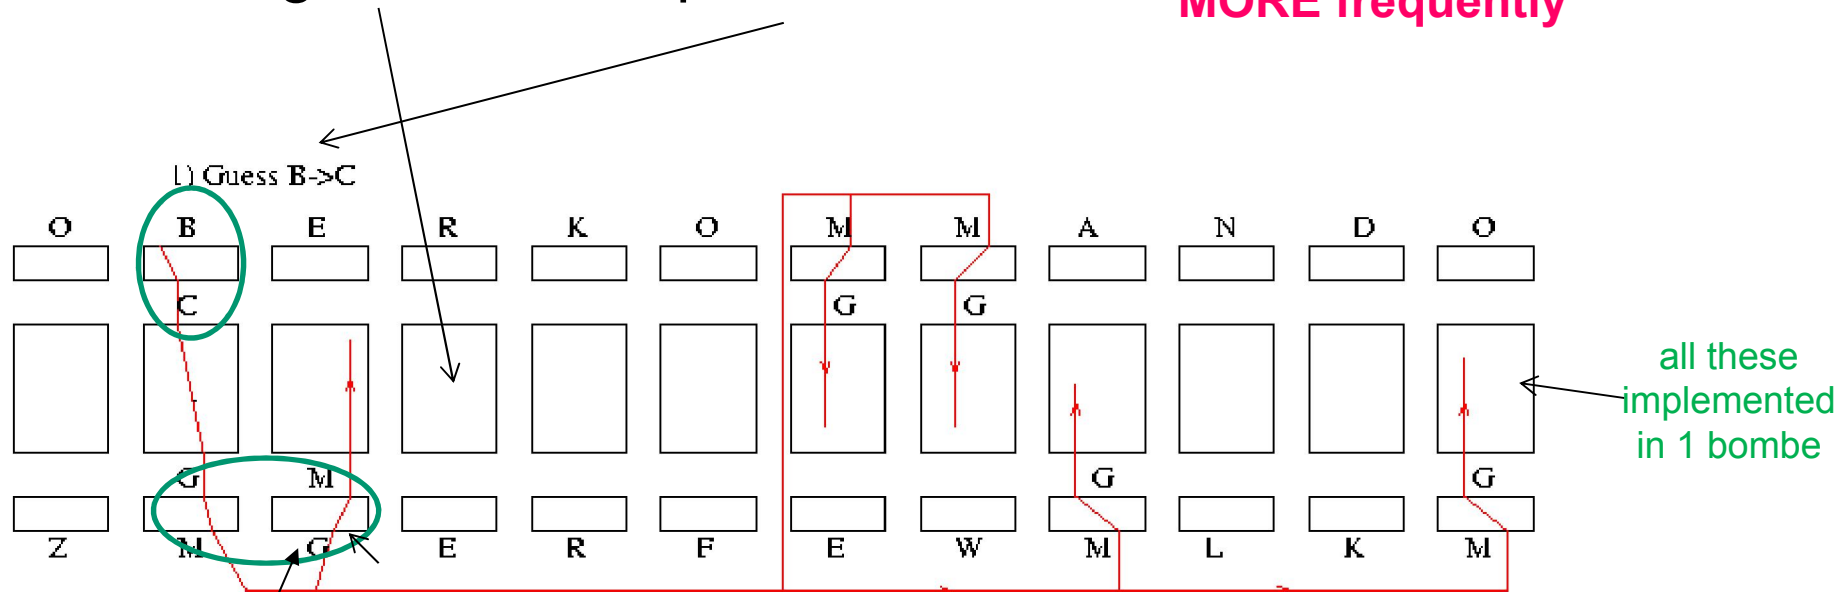 MORE frequently
1) Guess B->C
O B E R K O M M A N D O
C G G
all these
implemented
in 1 bombe
G M G G
Z M G E R F E W M L K M